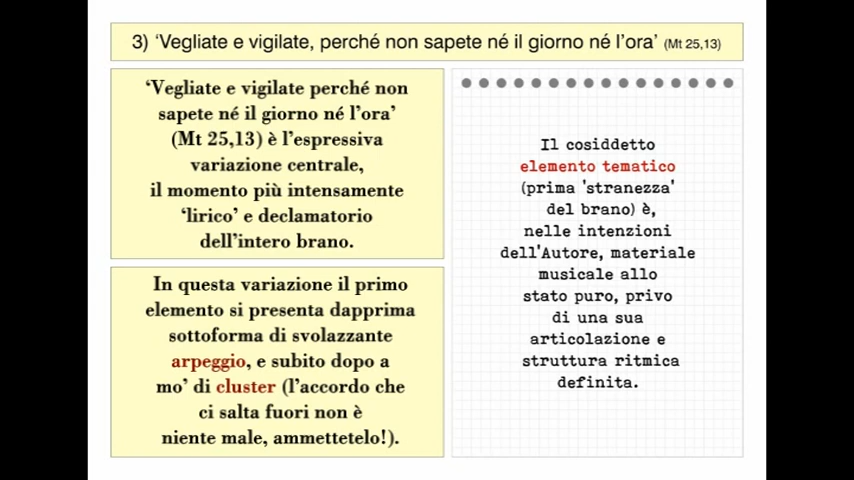 3) ‘Vegliate e vigilate, perché non sapete né il giorno né l’ora’ (Mt 25,13)
‘Vegliate e vigilate perché non
sapete né il giorno né l’ora’
(Mt 25,13) è l’espressiva
variazione centrale,
il momento più intensamente
‘lirico’ e declamatorio
dell’intero brano.
In questa variazione il primo
elemento si presenta dapprima
sottoforma di svolazzante
arpeggio, e subito dopo a
mo’ di cluster (l’accordo che
ci salta fuori non è
niente male, ammettetelo!).
Il cosiddetto
elemento tematico
(prima 'stranezza'
del brano) è,
nelle intenzioni
dell'Autore, materiale
musicale allo
stato puro, privo
di una sua
articolazione e
struttura ritmica
definita.